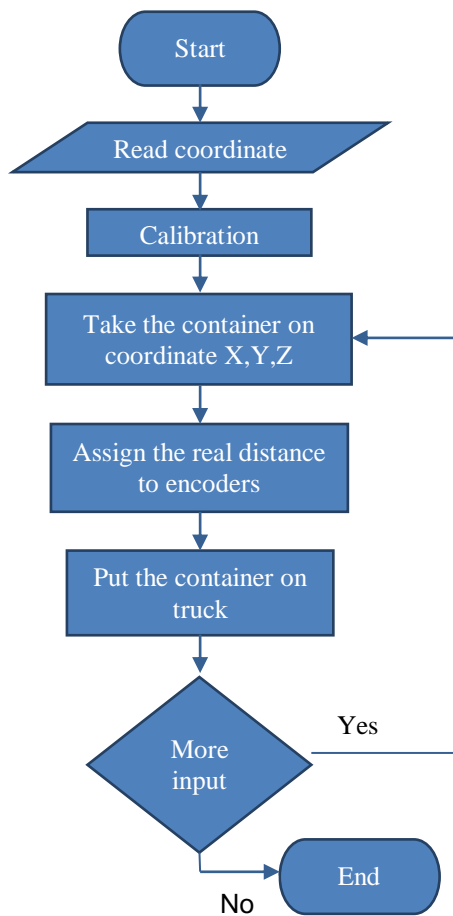 Start
Read coordinate
Calibration
Take the container on
coordinate X,Y,Z
Assign the real distance
to encoders
Put the container on
truck
More
input
Yes
No
End